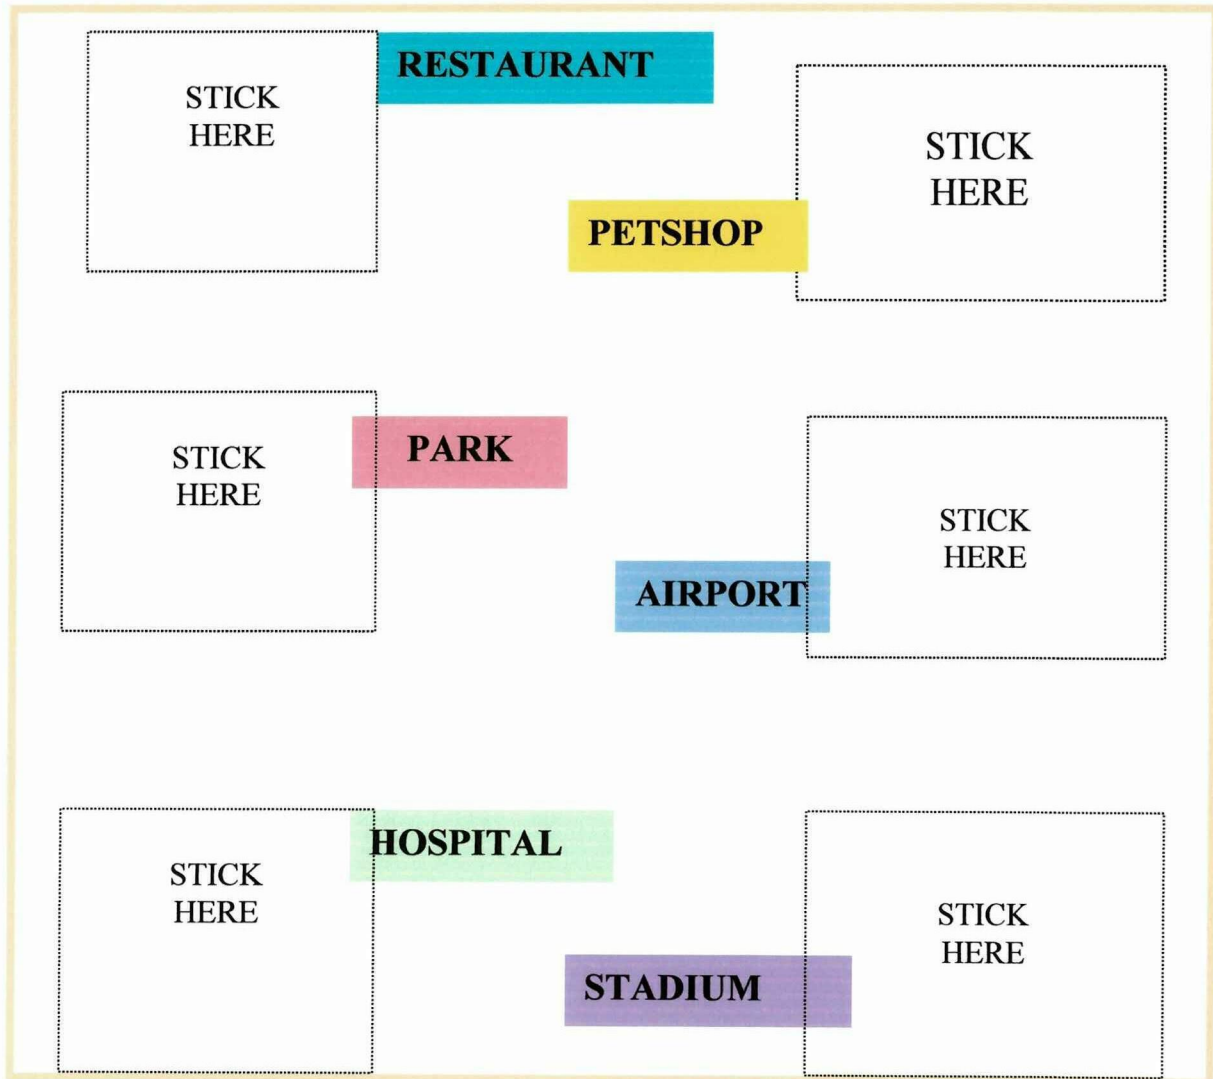 RESTAURANT
STICK
HERE
STICK
HERE
PETSHOP
PARK
STICK
HERE
STICK
HERE
AIRPORT
HOSPITAL
STICK
HERE
STICK
HERE
STADIUM